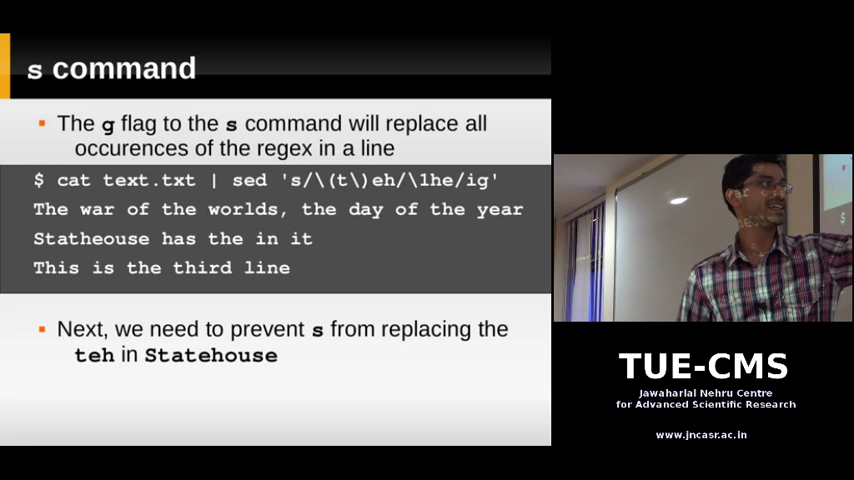 s command
The g flag to the s command will replace all
occurences of the regex in a line
$ cat text.txt | sed 's/\(t\)eh/\1he/ig'
The war of the worlds, the day of the year
Statheouse has the in it
This is the third line
Next, we need to prevent s from replacing the
teh in Statehouse
TUE-CMS
Jawaharlal Nehru Centre
for Advanced Scientific Research
www.jncasr.ac.in